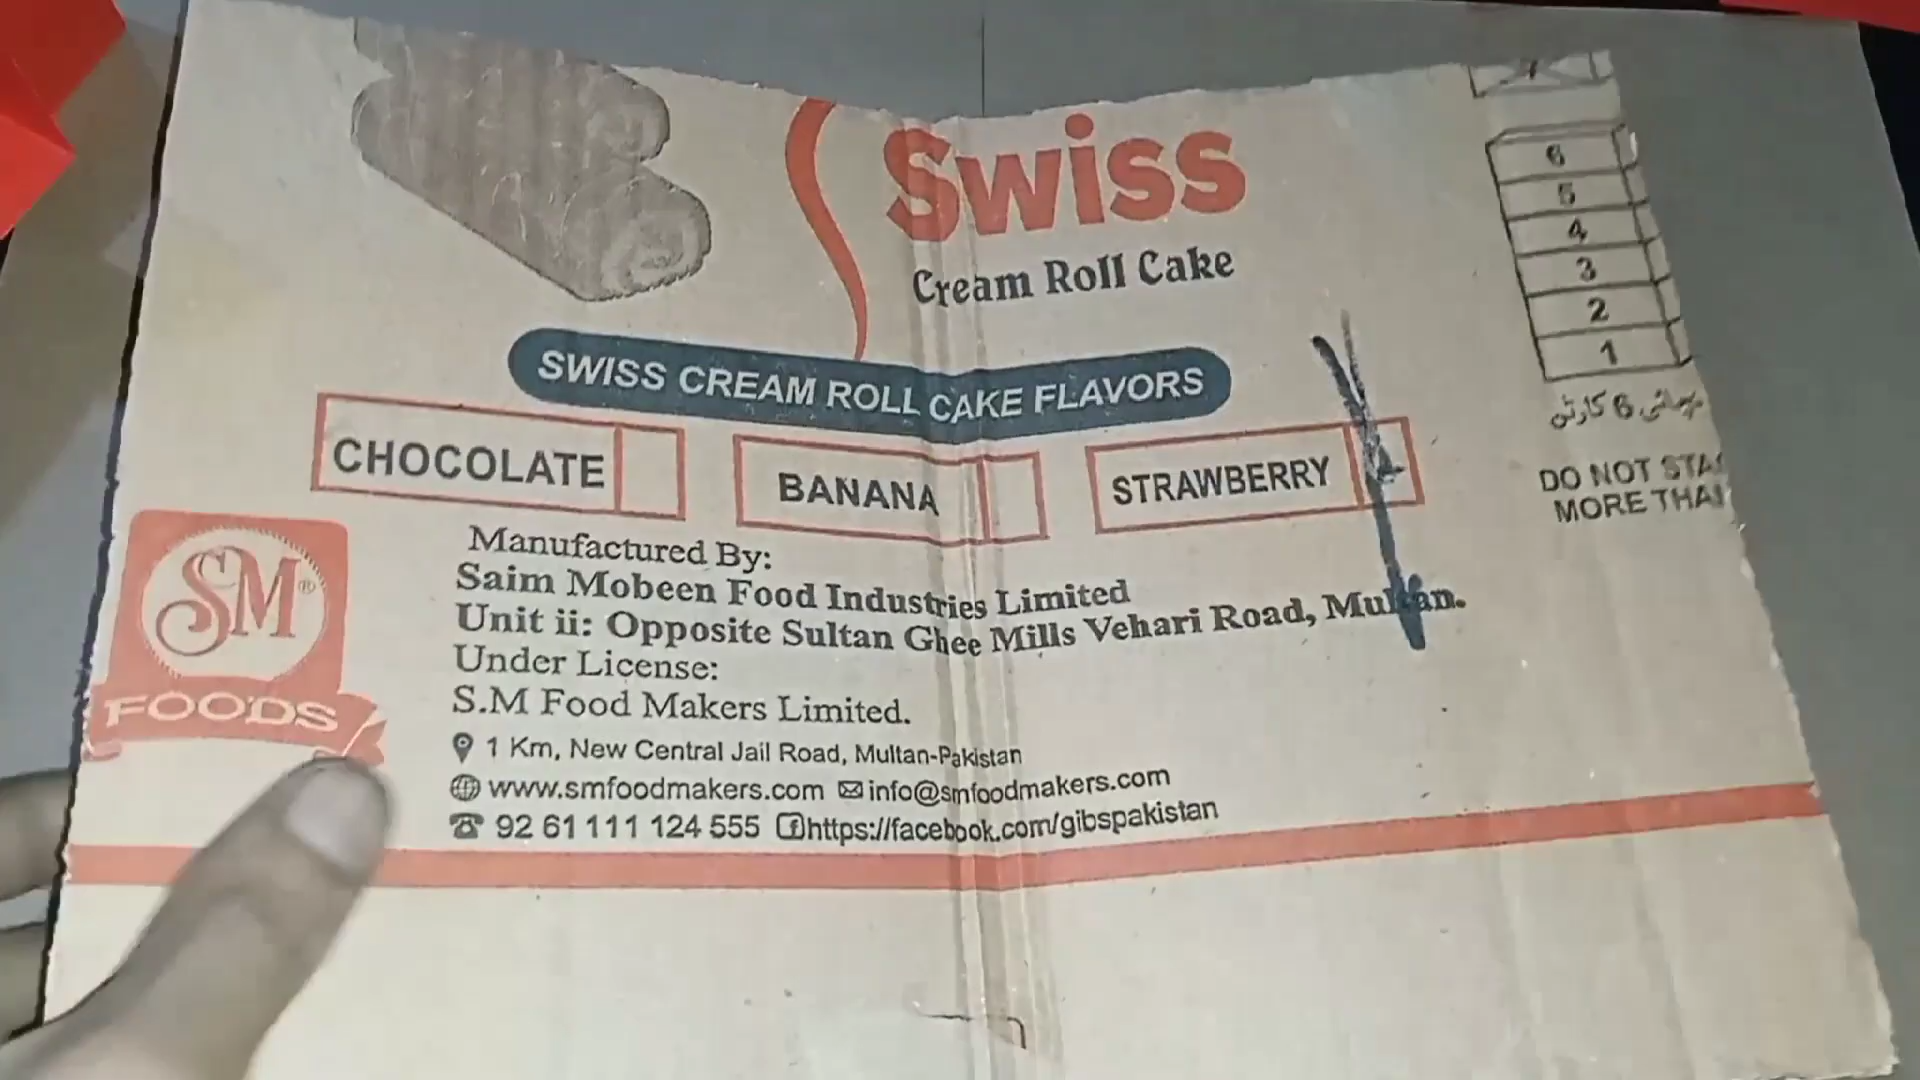 Swiss
Cream Roll Cake
SWISS CREAM ROLL CAKE FLAVORS
CHOCOLATE
BANANA
STRAWBERRY
6
5
4
3
2
1
6 کارٹن
DO NOT STA
MORE THA
SM®
FOODS
Manufactured By:
Saim Mobeen Food Industries Limited
Unit ii: Opposite Sultan Ghee Mills Vehari Road, Multan.
Under License:
S.M Food Makers Limited.
1 Km, New Central Jail Road, Multan-Pakistan
www.smfoodmakers.com info@smfoodmakers.com
92 61 111 124 555 https://facebook.com/gibspakistan